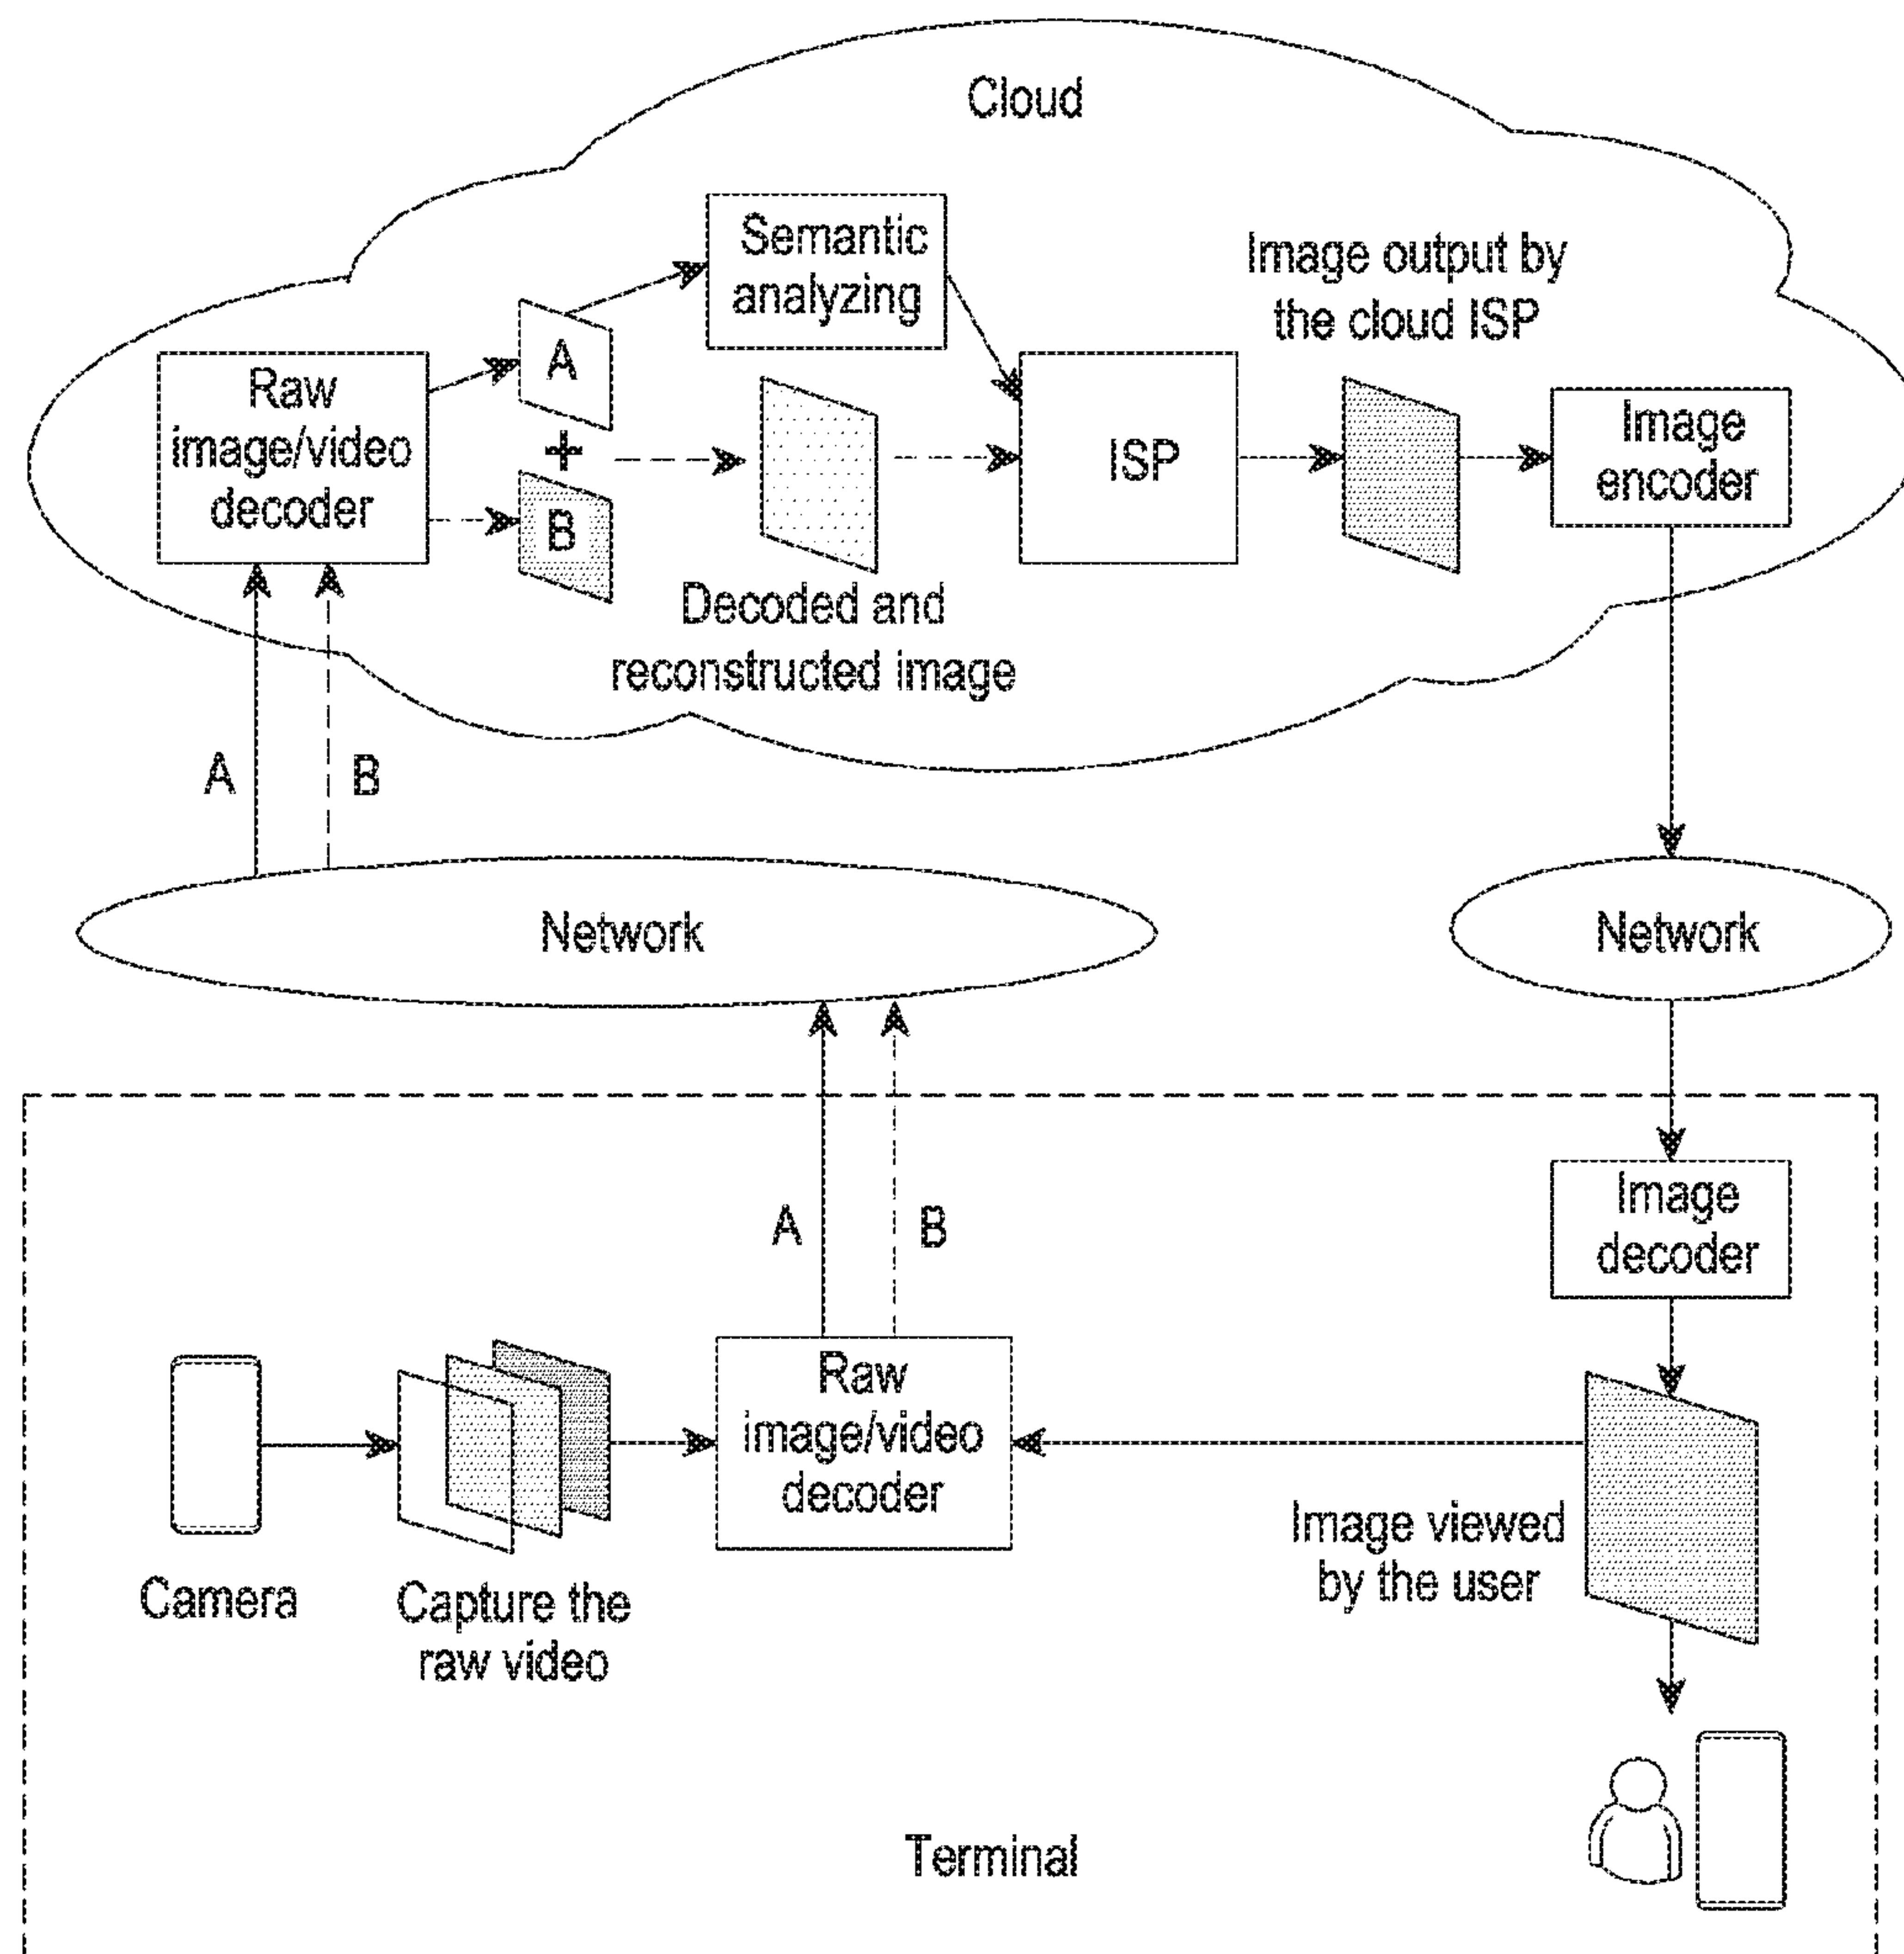 Cloud
Semantic
analyzing
Image output by
the cloud ISP
Raw
image/video
decoder
A
+
B
Decoded and
reconstructed image
ISP
Image
encoder
A
B
Network
Network
A
B
Image
decoder
Raw
image/video
decoder
Camera
Capture the
raw video
Image viewed
by the user
Terminal